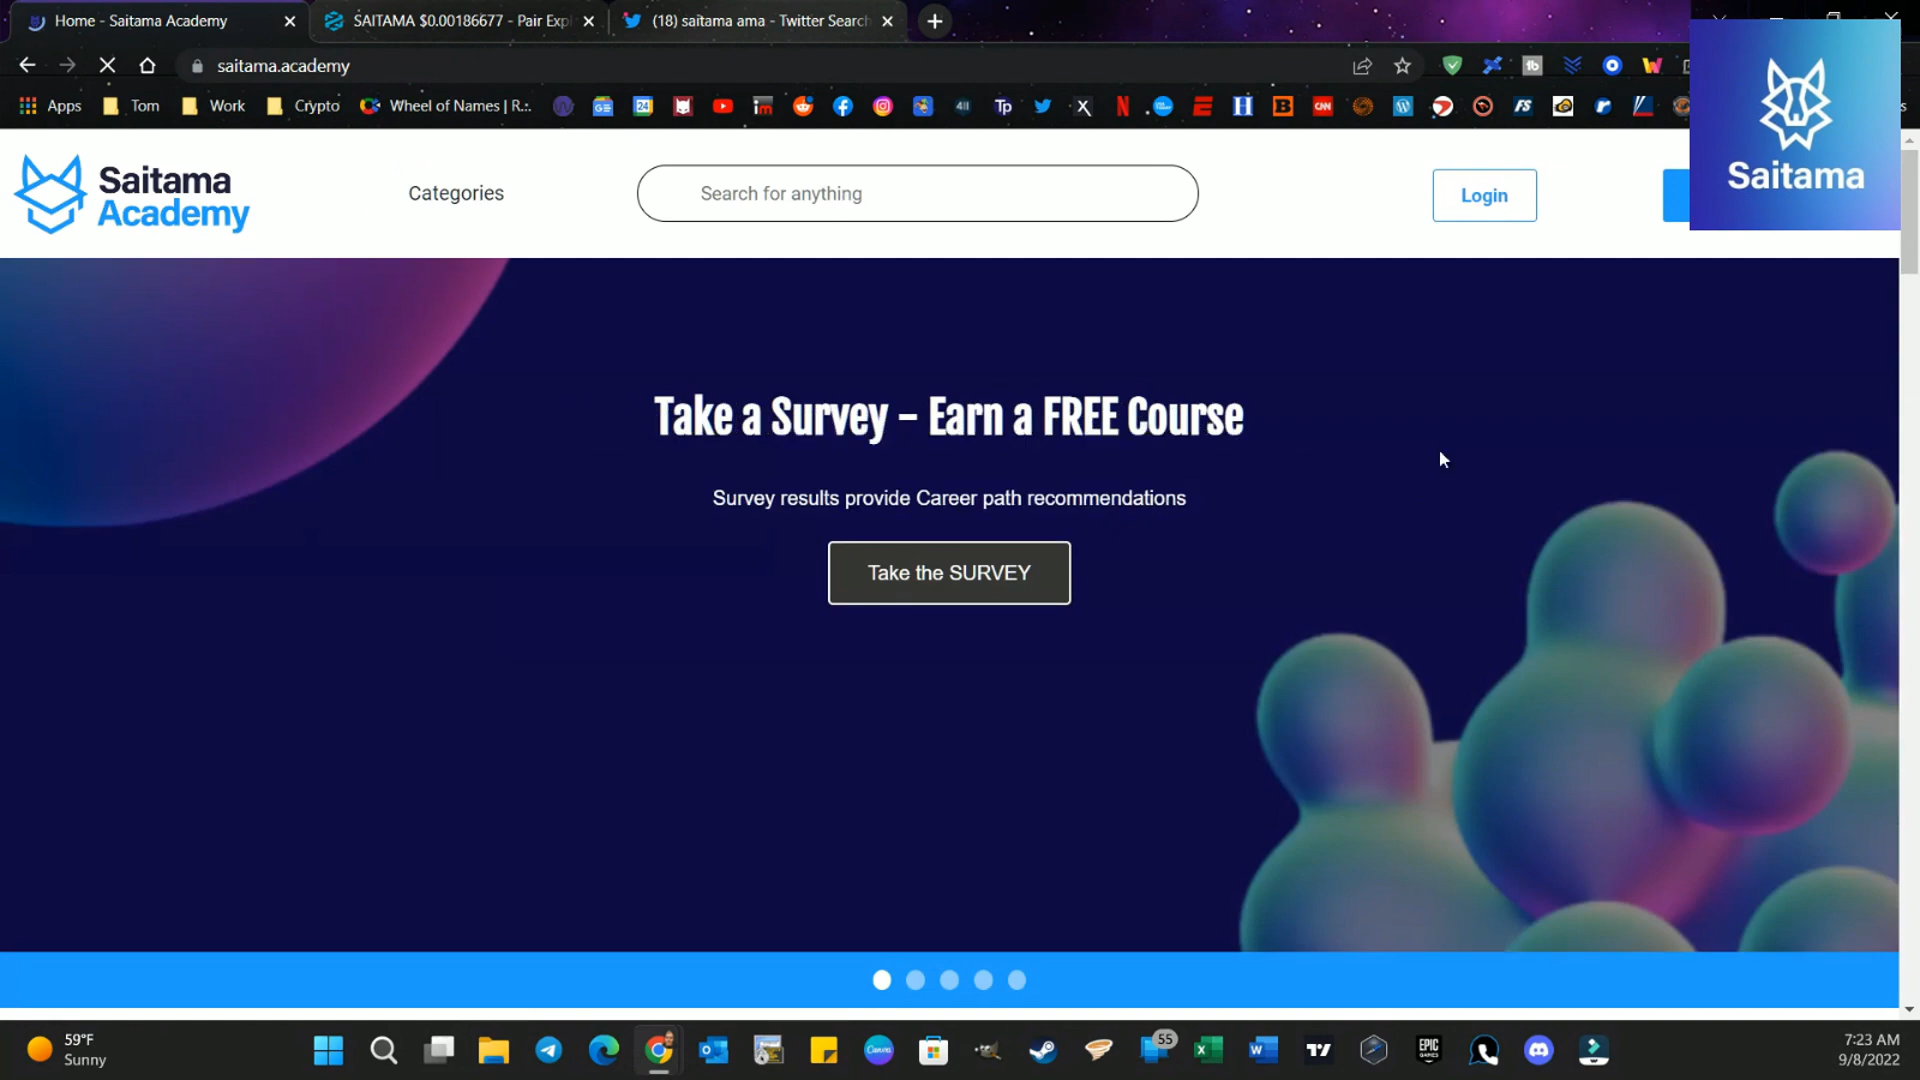 Home - Saitama Academy
SAITAMA $0.00186677 - Pair Expl
(18) saitama ama - Twitter Search
saitama.academy
Apps
Tom
Work
Crypto
Wheel of Names | R...
Saitama
Academy
Categories
Search for anything
Login
Saitama
Take a Survey - Earn a FREE Course
Survey results provide Career path recommendations
Take the SURVEY
59°F
Sunny
55
7:23 AM
9/8/2022